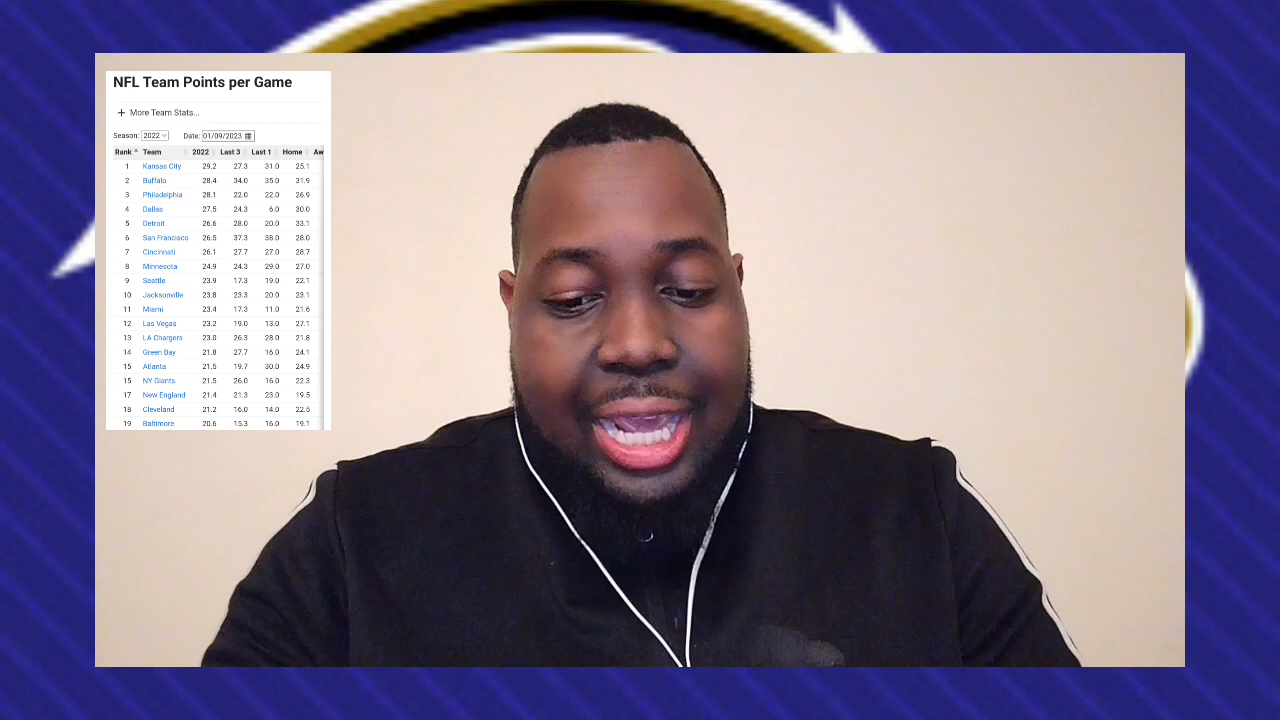 NFL Team Points per Game
+ More Team Stats...
Season: 2022 Date: 01/09/2023
Rank Team 2022 Last 3 Last 1 Home Aw
1 Kansas City 29.2 27.3 31.0 25.1
2 Buffalo 28.4 34.0 35.0 31.9
3 Philadelphia 28.1 22.0 22.0 26.9
4 Dallas 27.5 24.3 6.0 30.0
5 Detroit 26.6 28.0 20.0 33.1
6 San Francisco 26.5 37.3 38.0 28.0
7 Cincinnati 26.1 27.7 27.0 28.7
8 Minnesota 24.9 24.3 29.0 27.0
9 Seattle 23.9 17.3 19.0 22.1
10 Jacksonville 23.8 23.3 20.0 23.1
11 Miami 23.4 17.3 11.0 21.6
12 Las Vegas 23.2 19.0 13.0 27.1
13 LA Chargers 23.0 26.3 28.0 21.8
14 Green Bay 21.8 27.7 16.0 24.1
15 Atlanta 21.5 19.7 30.0 24.9
15 NY Giants 21.5 26.0 16.0 22.3
17 New England 21.4 21.3 23.0 19.5
18 Cleveland 21.2 16.0 14.0 22.5
19 Baltimore 20.6 15.3 16.0 19.1